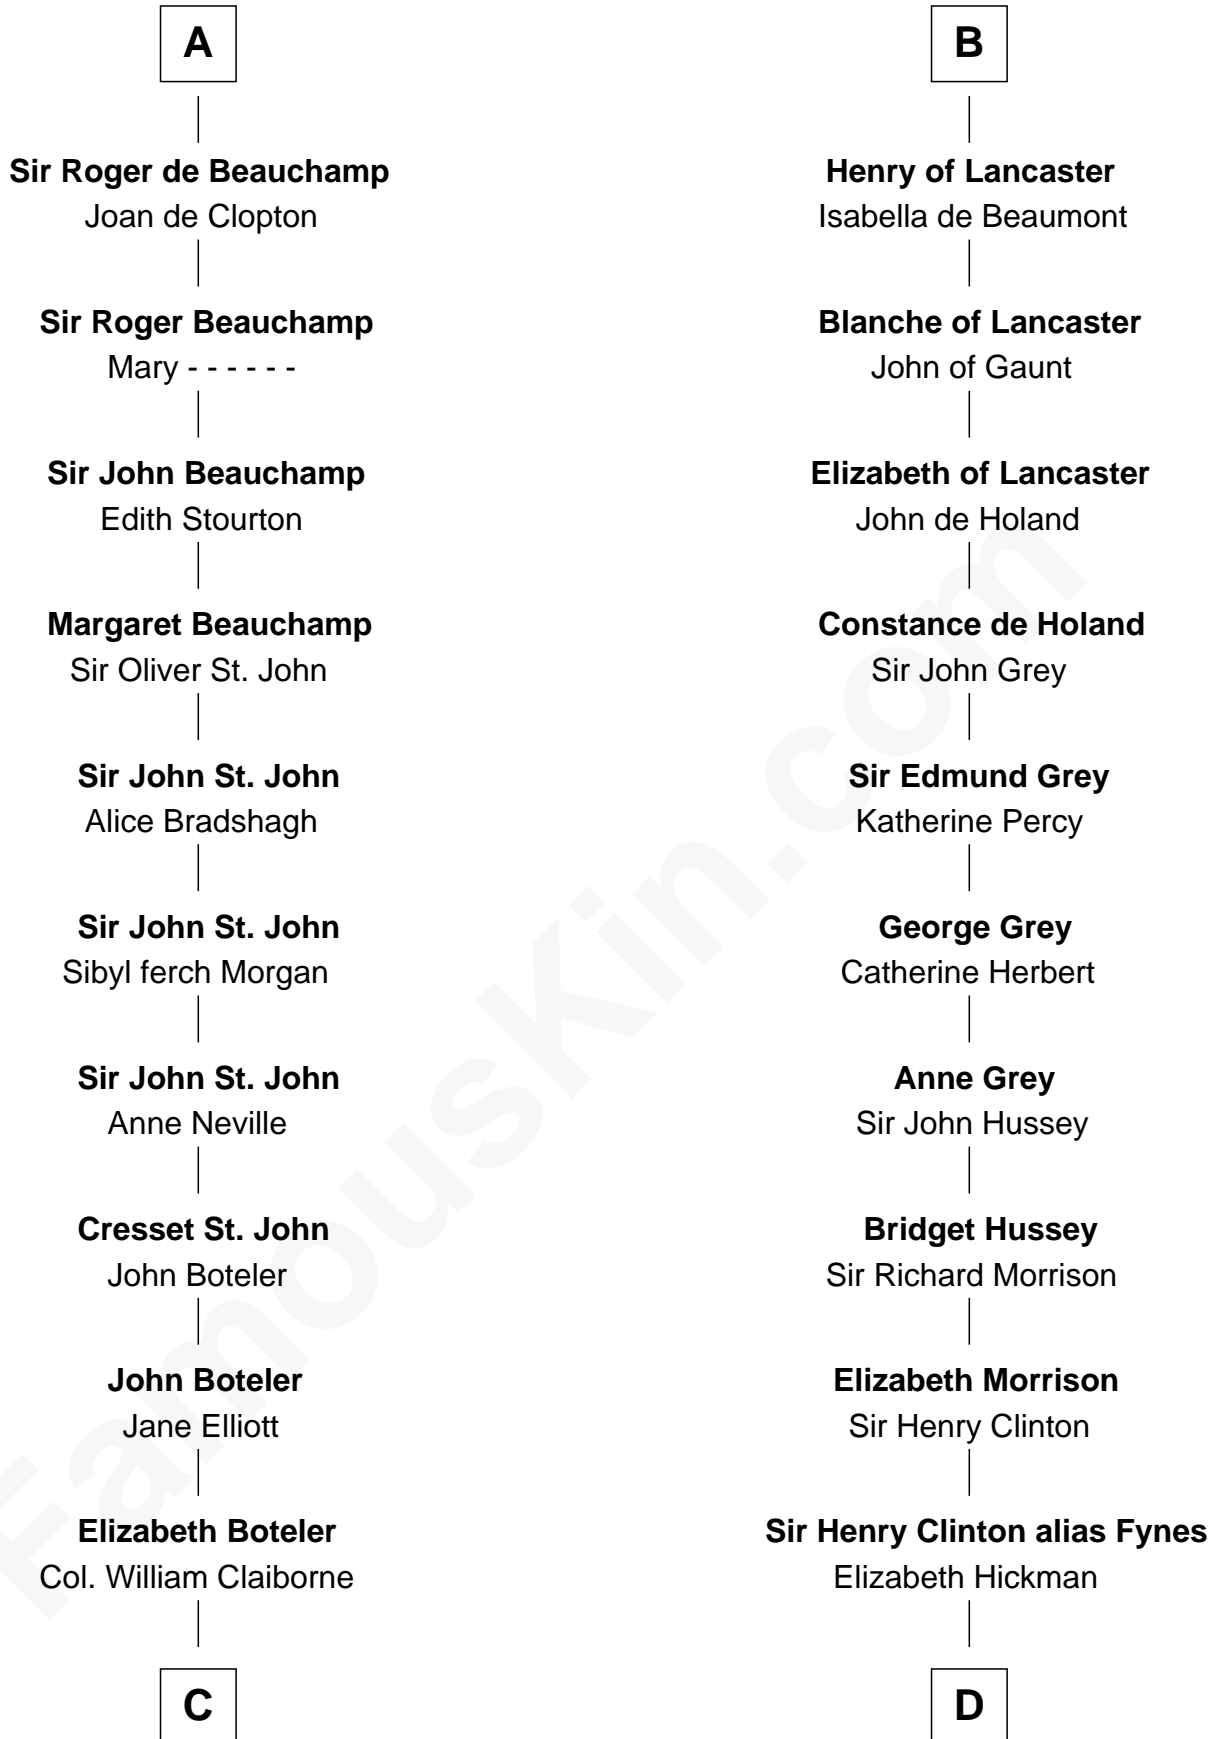 A
Sir Roger de Beauchamp
Joan de Clopton
Sir Roger Beauchamp
Mary - - - - - -
Sir John Beauchamp
Edith Stourton
Margaret Beauchamp
Sir Oliver St. John
Sir John St. John
Alice Bradshagh
Sir John St. John
Sibyl ferch Morgan
Sir John St. John
Anne Neville
Cresset St. John
John Boteler
John Boteler
Jane Elliott
Elizabeth Boteler
Col. William Claiborne
C
B
Henry of Lancaster
Isabella de Beaumont
Blanche of Lancaster
John of Gaunt
Elizabeth of Lancaster
John de Holand
Constance de Holand
Sir John Grey
Sir Edmund Grey
Katherine Percy
George Grey
Catherine Herbert
Anne Grey
Sir John Hussey
Bridget Hussey
Sir Richard Morrison
Elizabeth Morrison
Sir Henry Clinton
Sir Henry Clinton alias Fynes
Elizabeth Hickman
D
FamousKin.com